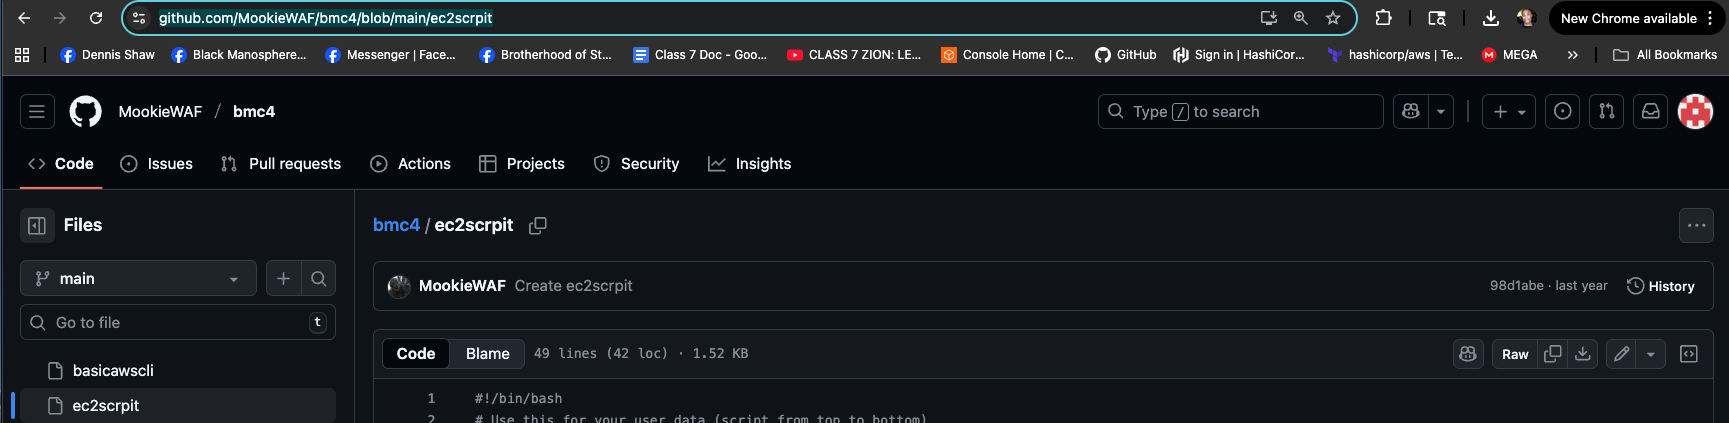 github.com/MookieWAF/bmc4/blob/main/ec2scrpit
New Chrome available
Dennis Shaw
Black Manosphere...
Messenger | Face...
Brotherhood of St...
Class 7 Doc - Goo...
CLASS 7 ZION: LE...
Console Home | C...
GitHub
Sign in | HashiCor...
hashicorp/aws | Te...
MEGA
»
All Bookmarks
MookieWAF / bmc4
Type / to search
Code
Issues
Pull requests
Actions
Projects
Security
Insights
Files
main
Go to file
t
basicawscli
ec2scrpit
bmc4 / ec2scrpit
MookieWAF Create ec2scrpit
98d1abe · last year
History
Code
Blame
49 lines (42 loc) · 1.52 KB
Raw
1 #!/bin/bash
2 # Use this for your user data (script from top to bottom)